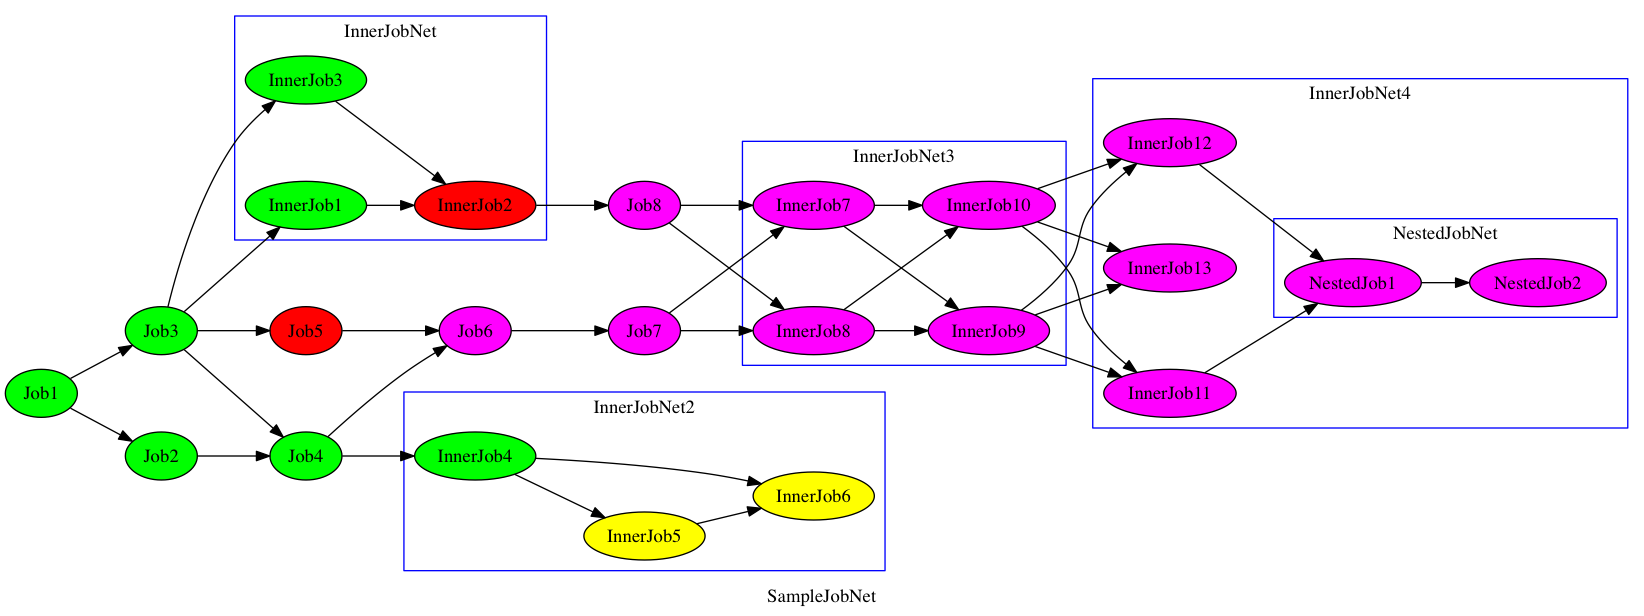 InnerJobNet
InnerJob3
InnerJob1
InnerJob2
Job8
InnerJobNet3
InnerJob7
InnerJob10
InnerJob8
InnerJob9
InnerJobNet4
InnerJob12
InnerJob13
InnerJob11
NestedJobNet
NestedJob1
NestedJob2
Job3
Job5
Job6
Job7
Job1
Job2
Job4
InnerJobNet2
InnerJob4
InnerJob6
InnerJob5
SampleJobNet